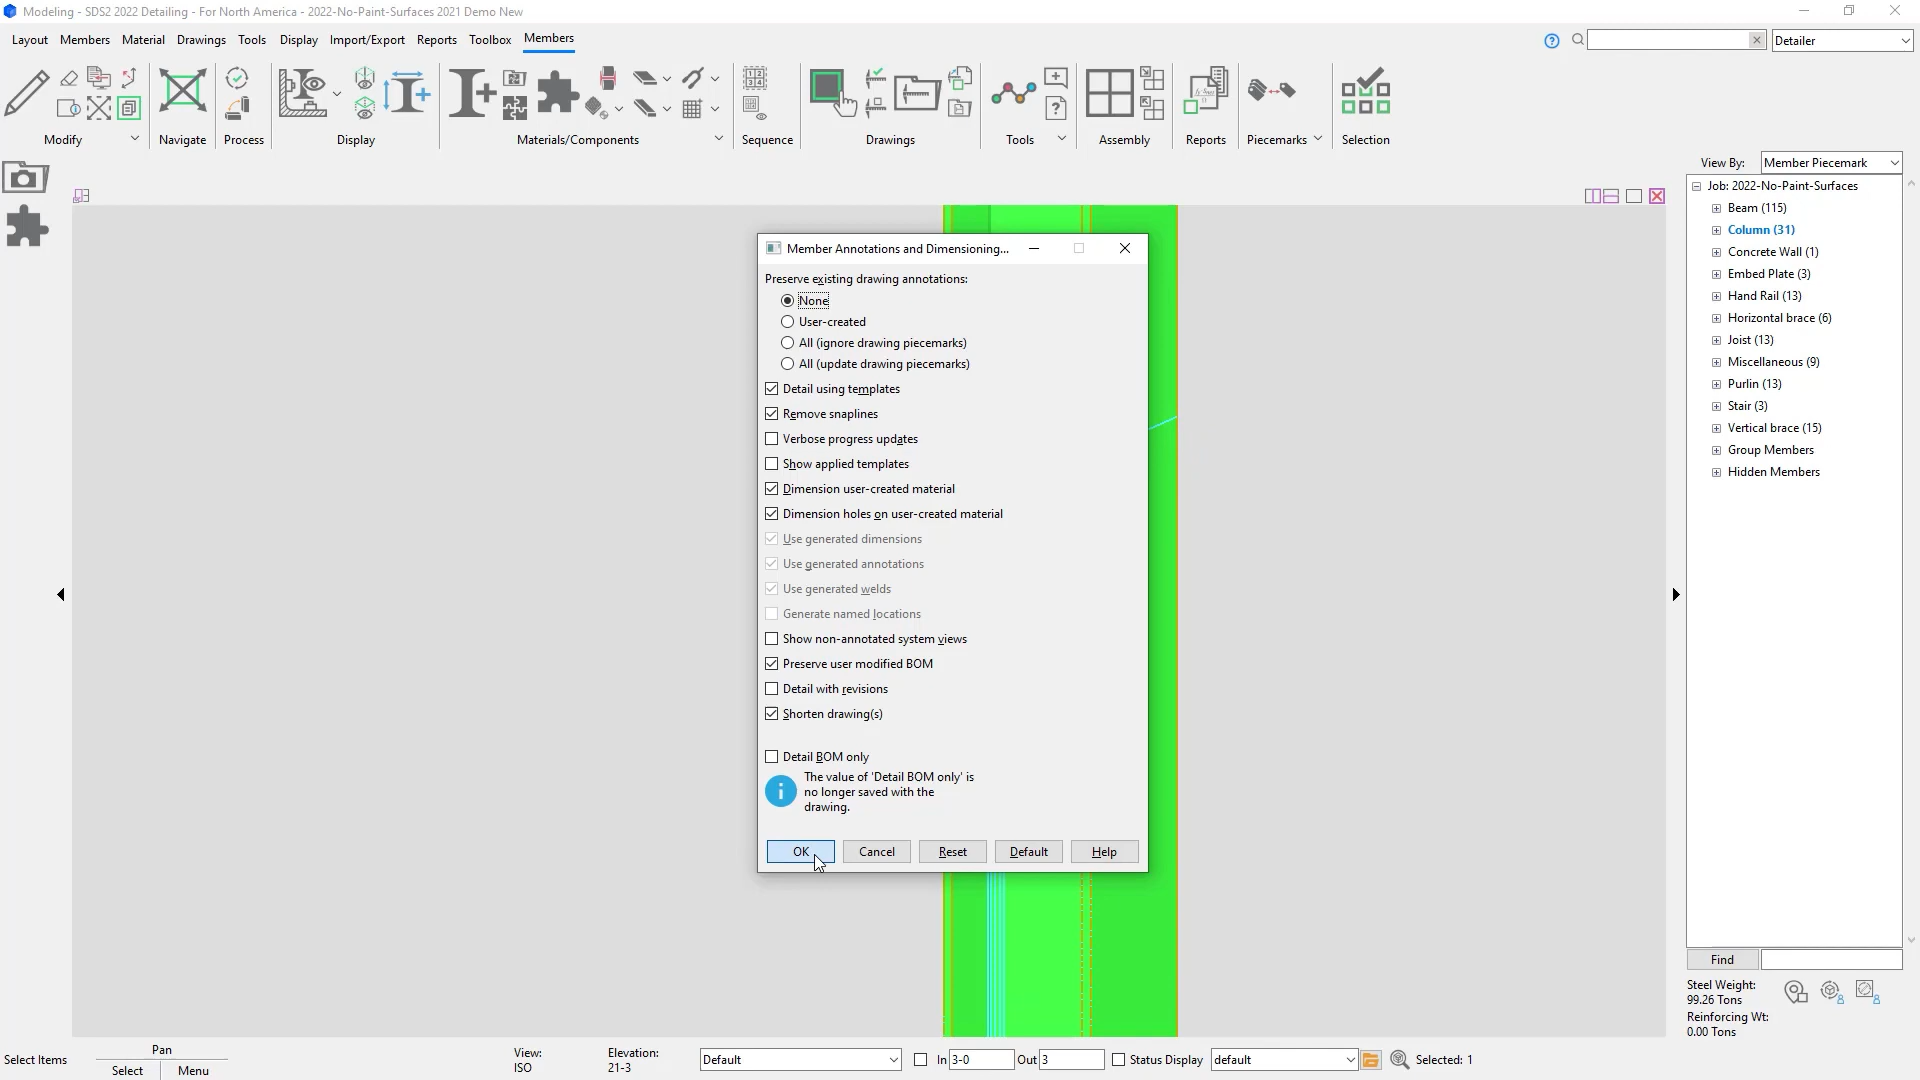 Modeling - SDS2 2022 Detailing - For North America - 2022-No-Paint-Surfaces 2021 Demo New
Layout Members Material Drawings Tools Display Import/Export Reports Toolbox Members
Detailer
Modify Navigate Process Display Materials/Components Sequence Drawings Tools Assembly Reports Piecemarks Selection
View By: Member Piecemark
Job: 2022-No-Paint-Surfaces
Beam (115)
Column (31)
Concrete Wall (1)
Embed Plate (3)
Hand Rail (13)
Horizontal brace (6)
Joist (13)
Miscellaneous (9)
Purlin (13)
Stair (3)
Vertical brace (15)
Group Members
Hidden Members
Member Annotations and Dimensioning...
Preserve existing drawing annotations:
None
User-created
All (ignore drawing piecemarks)
All (update drawing piecemarks)
Detail using templates
Remove snaplines
Verbose progress updates
Show applied templates
Dimension user-created material
Dimension holes on user-created material
Use generated dimensions
Use generated annotations
Use generated welds
Generate named locations
Show non-annotated system views
Preserve user modified BOM
Detail with revisions
Shorten drawing(s)
Detail BOM only
The value of 'Detail BOM only' is
no longer saved with the
drawing.
OK Cancel Reset Default Help
Find
Steel Weight:
99.26 Tons
Reinforcing Wt:
0.00 Tons
Select Items
Pan
Select Menu
View:
ISO
Elevation:
21-3
Default
In 3-0 Out 3
Status Display default
Selected: 1